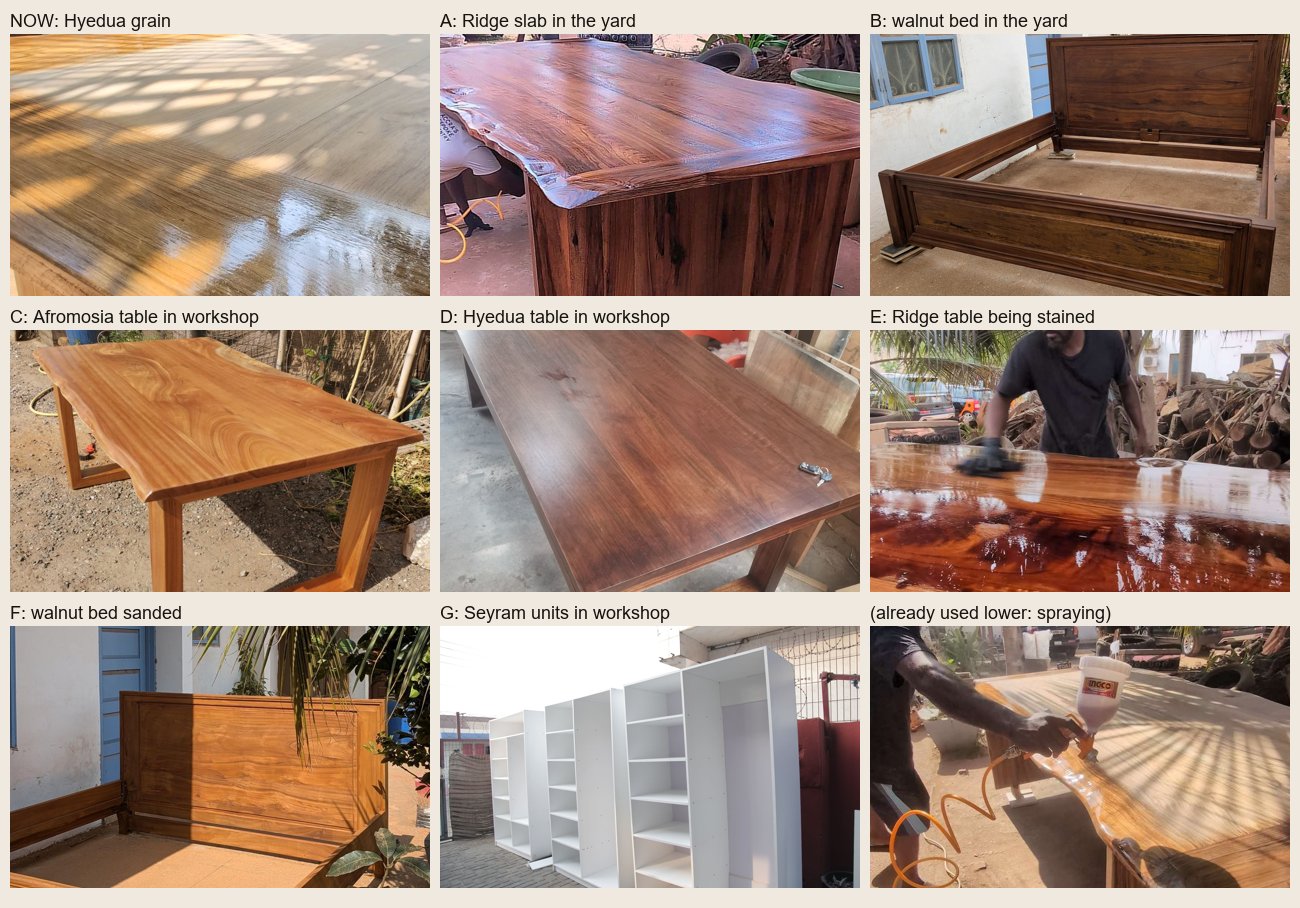 NOW: Hyedua grain
A: Ridge slab in the yard
B: walnut bed in the yard
C: Afromosia table in workshop
D: Hyedua table in workshop
E: Ridge table being stained
F: walnut bed sanded
G: Seyram units in workshop
(already used lower: spraying)
INGCO